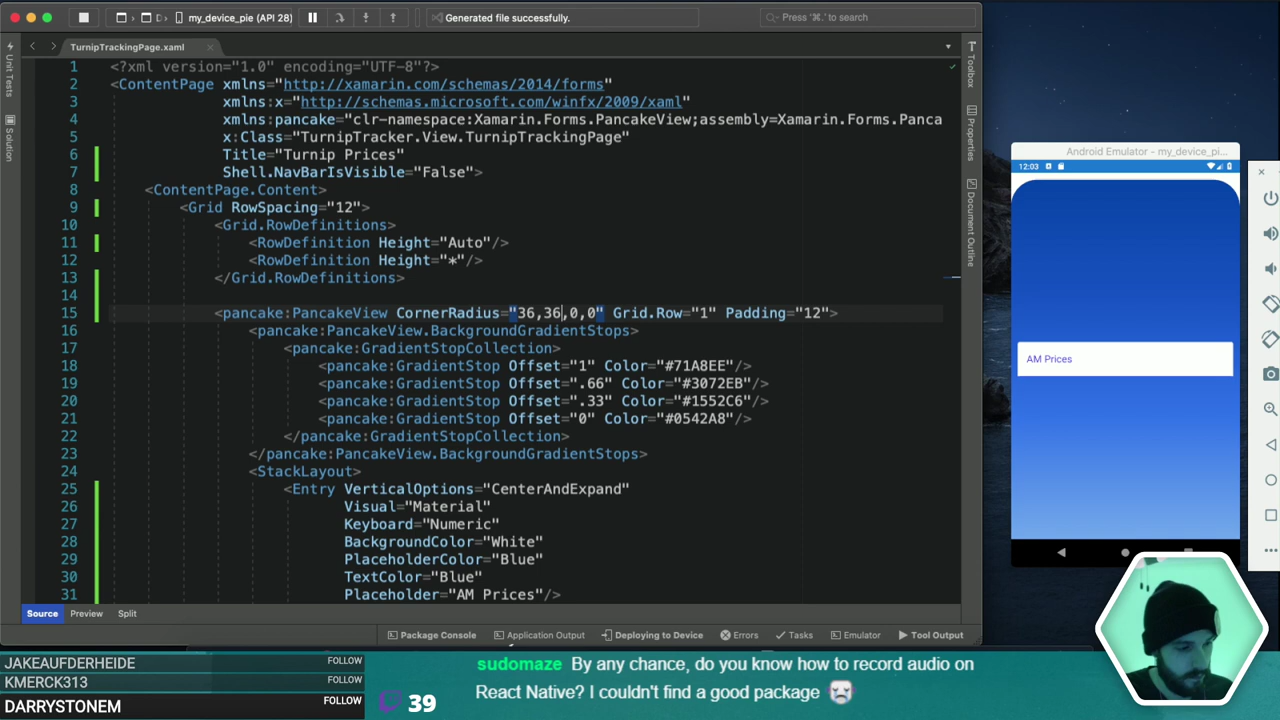 my_device_pie (API 28)
Generated file successfully.
Press '⌘.' to search
TurnipTrackingPage.xaml
Unit Tests
Solution
Toolbox
Properties
Document Outline
1 <?xml version="1.0" encoding="UTF-8"?>
2 <ContentPage xmlns="http://xamarin.com/schemas/2014/forms"
3 xmlns:x="http://schemas.microsoft.com/winfx/2009/xaml"
4 xmlns:pancake="clr-namespace:Xamarin.Forms.PancakeView;assembly=Xamarin.Forms.Panca
5 x:Class="TurnipTracker.View.TurnipTrackingPage"
6 Title="Turnip Prices"
7 Shell.NavBarIsVisible="False">
8 <ContentPage.Content>
9 <Grid RowSpacing="12">
10 <Grid.RowDefinitions>
11 <RowDefinition Height="Auto"/>
12 <RowDefinition Height="*"/>
13 </Grid.RowDefinitions>
14
15 <pancake:PancakeView CornerRadius="36,36,0,0" Grid.Row="1" Padding="12">
16 <pancake:PancakeView.BackgroundGradientStops>
17 <pancake:GradientStopCollection>
18 <pancake:GradientStop Offset="1" Color="#71A8EE"/>
19 <pancake:GradientStop Offset=".66" Color="#3072EB"/>
20 <pancake:GradientStop Offset=".33" Color="#1552C6"/>
21 <pancake:GradientStop Offset="0" Color="#0542A8"/>
22 </pancake:GradientStopCollection>
23 </pancake:PancakeView.BackgroundGradientStops>
24 <StackLayout>
25 <Entry VerticalOptions="CenterAndExpand"
26 Visual="Material"
27 Keyboard="Numeric"
28 BackgroundColor="White"
29 PlaceholderColor="Blue"
30 TextColor="Blue"
31 Placeholder="AM Prices"/>
Source Preview Split
Package Console Application Output Deploying to Device Errors Tasks Emulator Tool Output
Android Emulator - my_device_pi...
12:03
AM Prices
JAKEAUFDERHEIDE FOLLOW
KMERCK313 FOLLOW
DARRYSTONEM FOLLOW
39
sudomaze By any chance, do you know how to record audio on
React Native? I couldn't find a good package